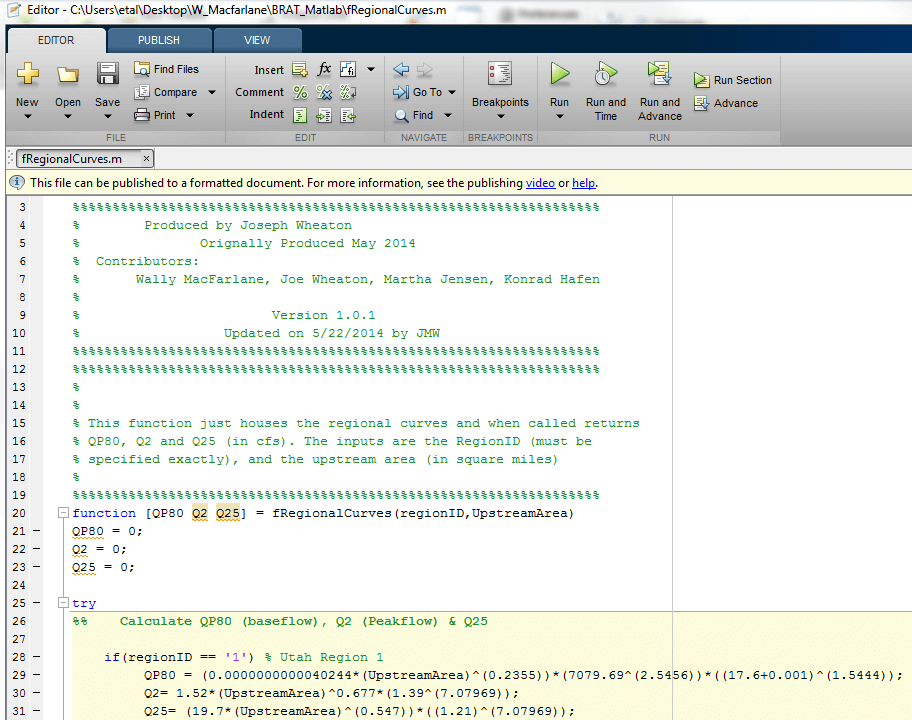 Editor - C:\Users\etal\Desktop\W_Macfarlane\BRAT_Matlab\fRegionalCurves.m
EDITOR PUBLISH VIEW
New Open Save Find Files Compare Print
FILE
Insert fx
Comment
Indent
EDIT
Go To
Find
NAVIGATE
Breakpoints
BREAKPOINTS
Run Run and Time Run and Advance Run Section Advance
RUN
fRegionalCurves.m ×
This file can be published to a formatted document. For more information, see the publishing video or help.
3 %%%%%%%%%%%%%%%%%%%%%%%%%%%%%%%%%%%%%%%%%%%%%%%%%%%%%%%%%%%%%%%%%%
4 % Produced by Joseph Wheaton
5 % Orignally Produced May 2014
6 % Contributors:
7 % Wally MacFarlane, Joe Wheaton, Martha Jensen, Konrad Hafen
8 %
9 % Version 1.0.1
10 % Updated on 5/22/2014 by JMW
11 %%%%%%%%%%%%%%%%%%%%%%%%%%%%%%%%%%%%%%%%%%%%%%%%%%%%%%%%%%%%%%%%%%
12 %%%%%%%%%%%%%%%%%%%%%%%%%%%%%%%%%%%%%%%%%%%%%%%%%%%%%%%%%%%%%%%%%%
13 %
14 %
15 % This function just houses the regional curves and when called returns
16 % QP80, Q2 and Q25 (in cfs). The inputs are the RegionID (must be
17 % specified exactly), and the upstream area (in square miles)
18 %
19 %%%%%%%%%%%%%%%%%%%%%%%%%%%%%%%%%%%%%%%%%%%%%%%%%%%%%%%%%%%%%%%%%%
20 function [QP80 Q2 Q25] = fRegionalCurves(regionID,UpstreamArea)
21 – QP80 = 0;
22 – Q2 = 0;
23 – Q25 = 0;
24
25 – try
26 %% Calculate QP80 (baseflow), Q2 (Peakflow) & Q25
27
28 – if(regionID == '1') % Utah Region 1
29 – QP80 = (0.0000000000040244*(UpstreamArea)^(0.2355))*(7079.69^(2.5456))*((17.6+0.001)^(1.5444));
30 – Q2= 1.52*(UpstreamArea)^0.677*(1.39^(7.07969));
31 – Q25= (19.7*(UpstreamArea)^(0.547))*((1.21)^(7.07969));